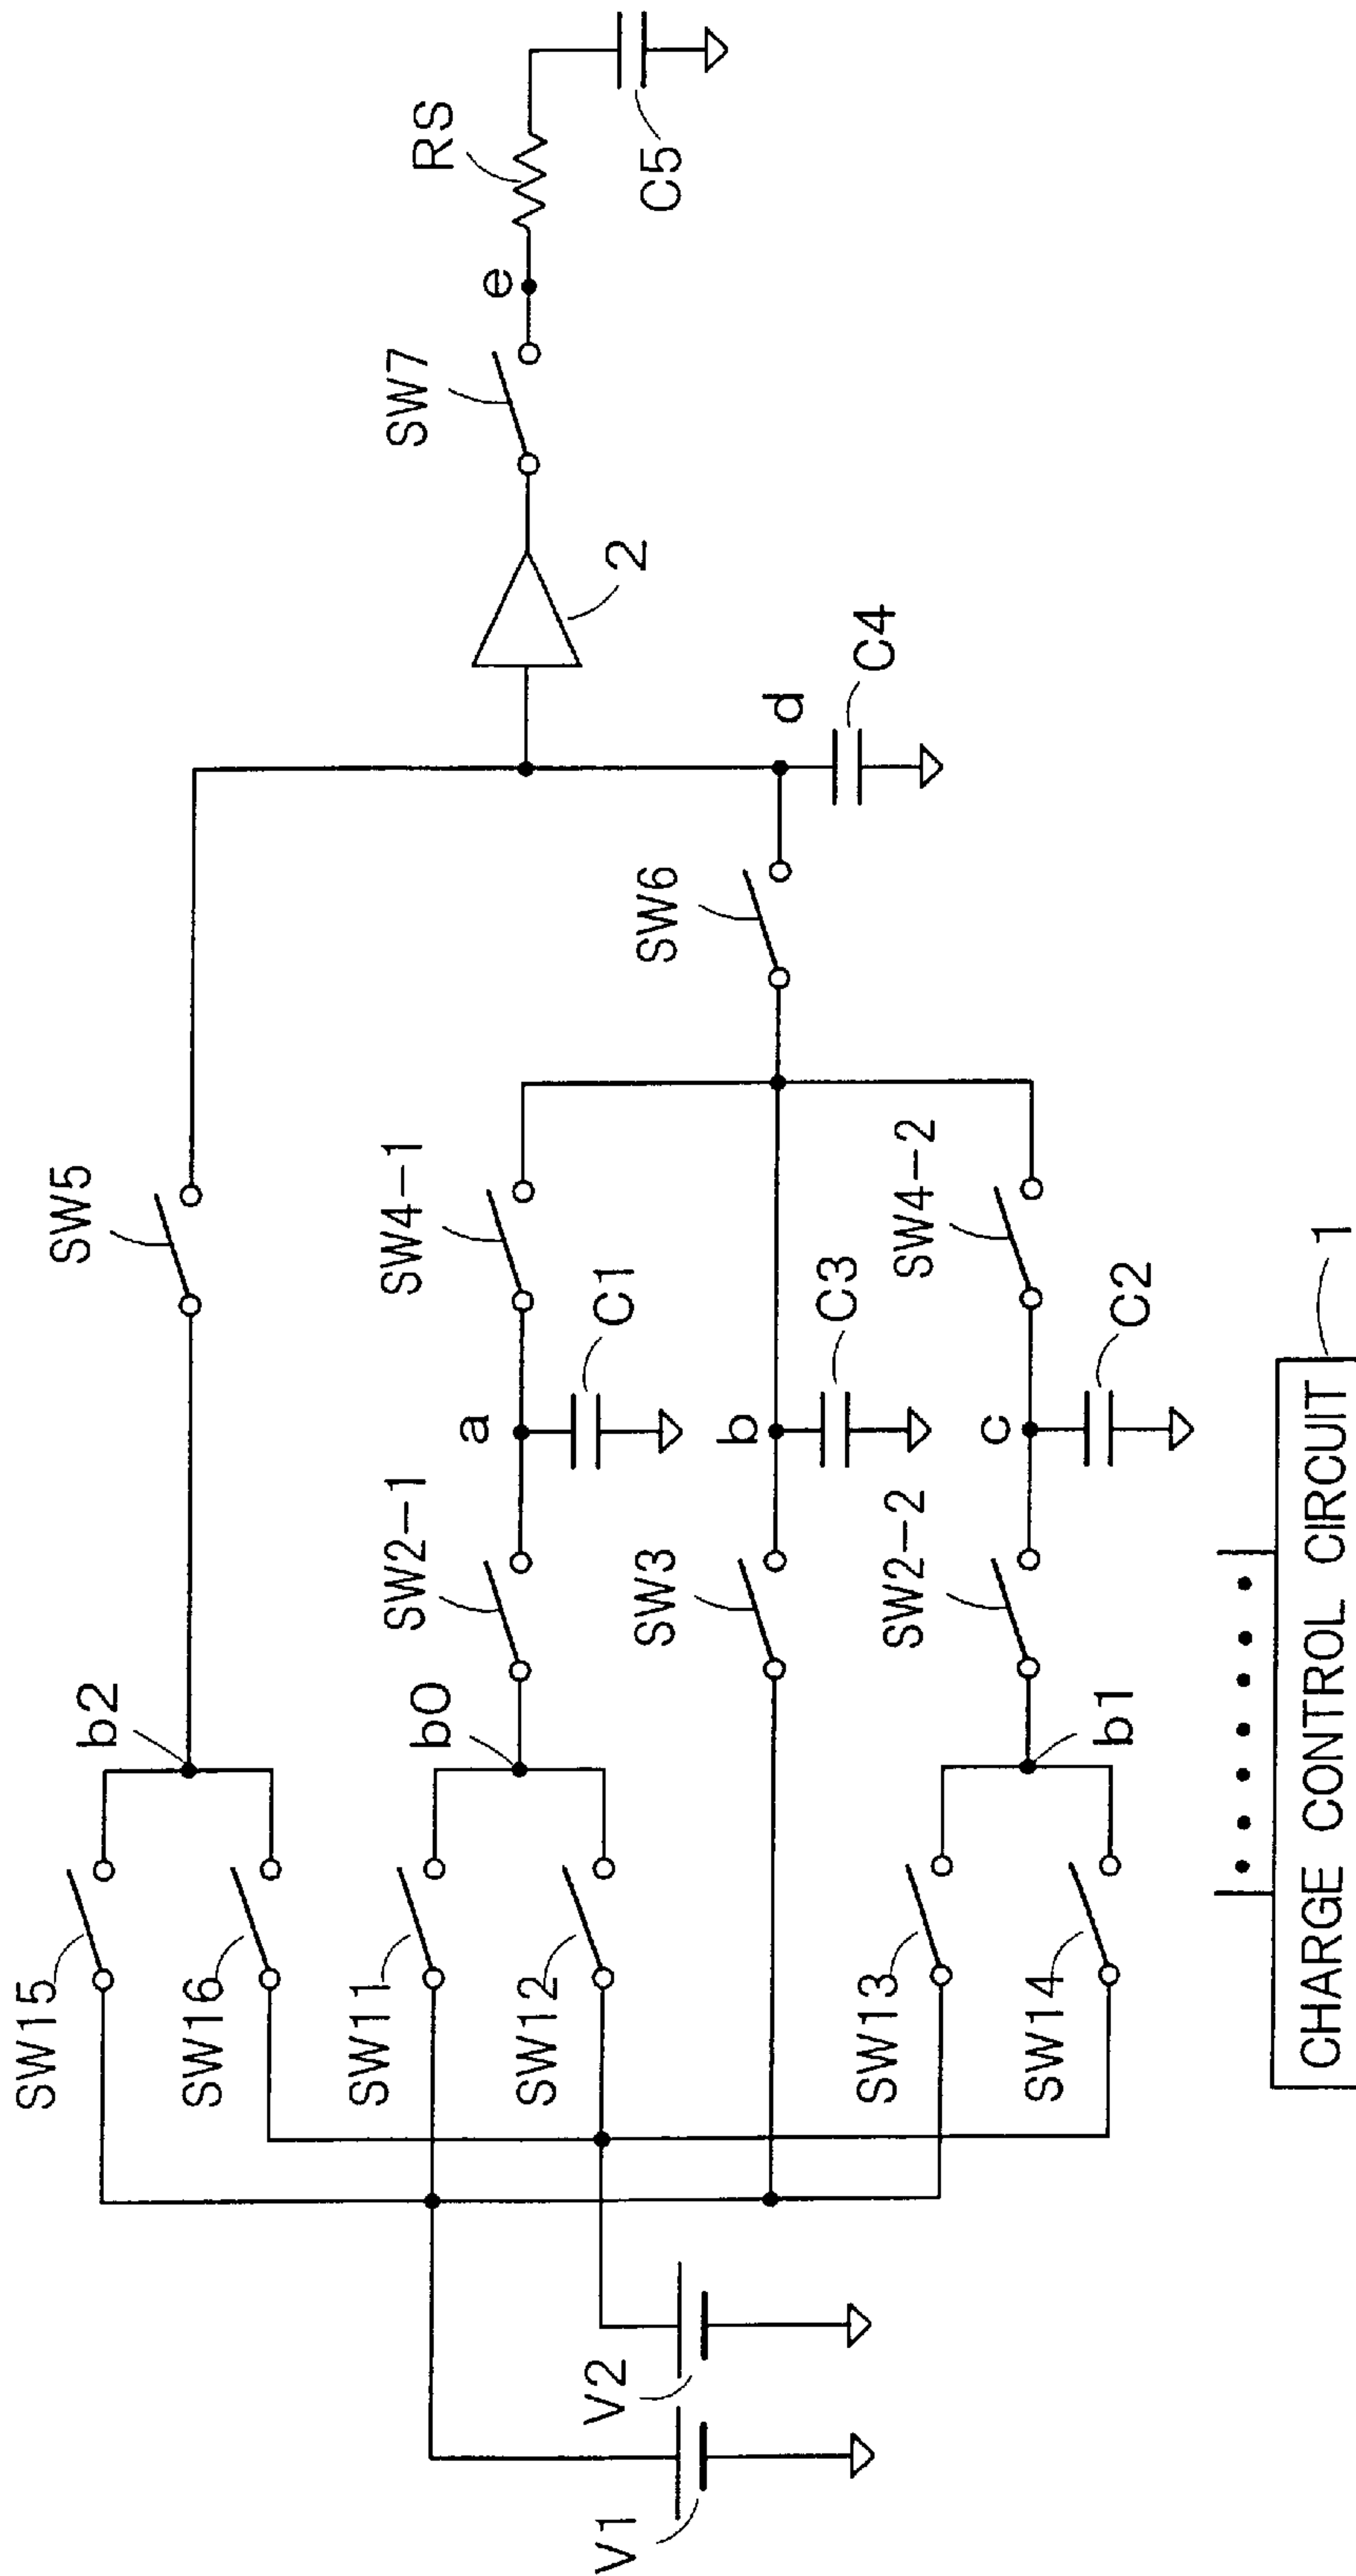 SW5
SW15
b2
SW16
SW7
e
RS
C5
SW11
b0
SW2-1
a
SW4-1
C1
2
SW12
V1
V2
SW3
b
C3
SW6
d
C4
SW13
b1
SW2-2
c
SW4-2
C2
SW14
CHARGE CONTROL CIRCUIT
1